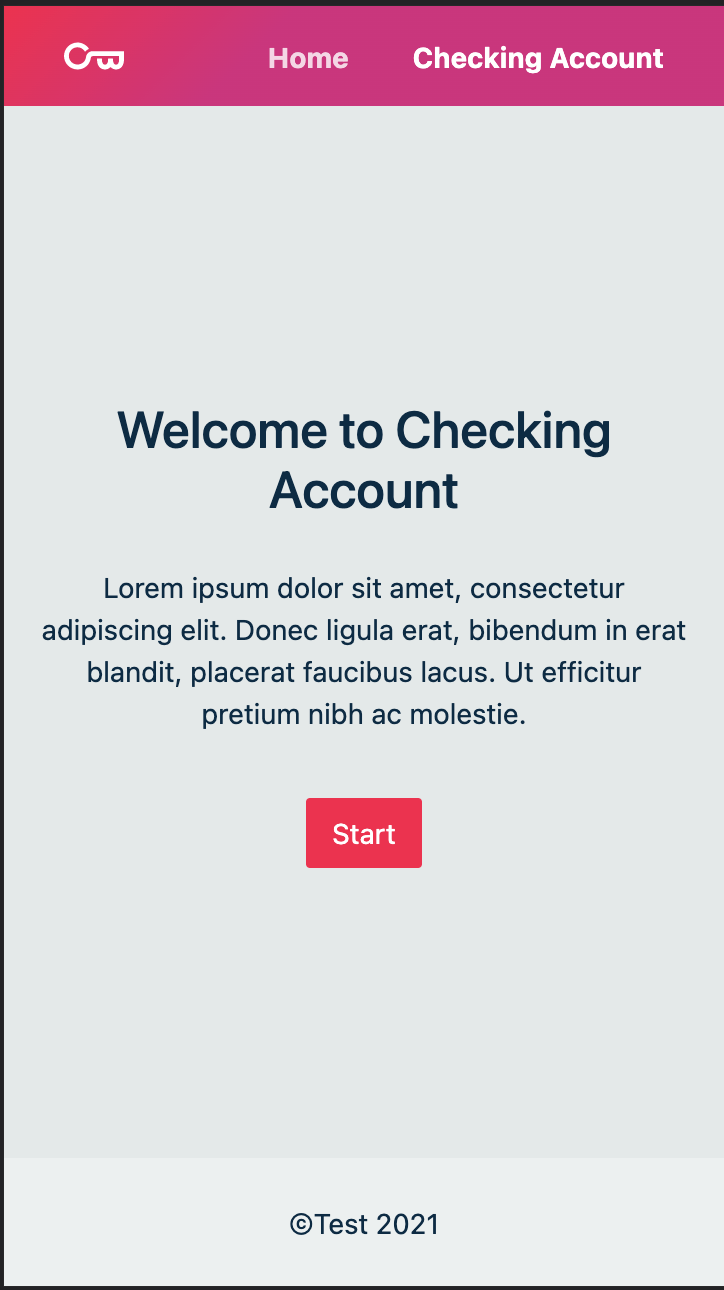 Home Checking Account
Welcome to Checking
Account
Lorem ipsum dolor sit amet, consectetur
adipiscing elit. Donec ligula erat, bibendum in erat
blandit, placerat faucibus lacus. Ut efficitur
pretium nibh ac molestie.
Start
©Test 2021